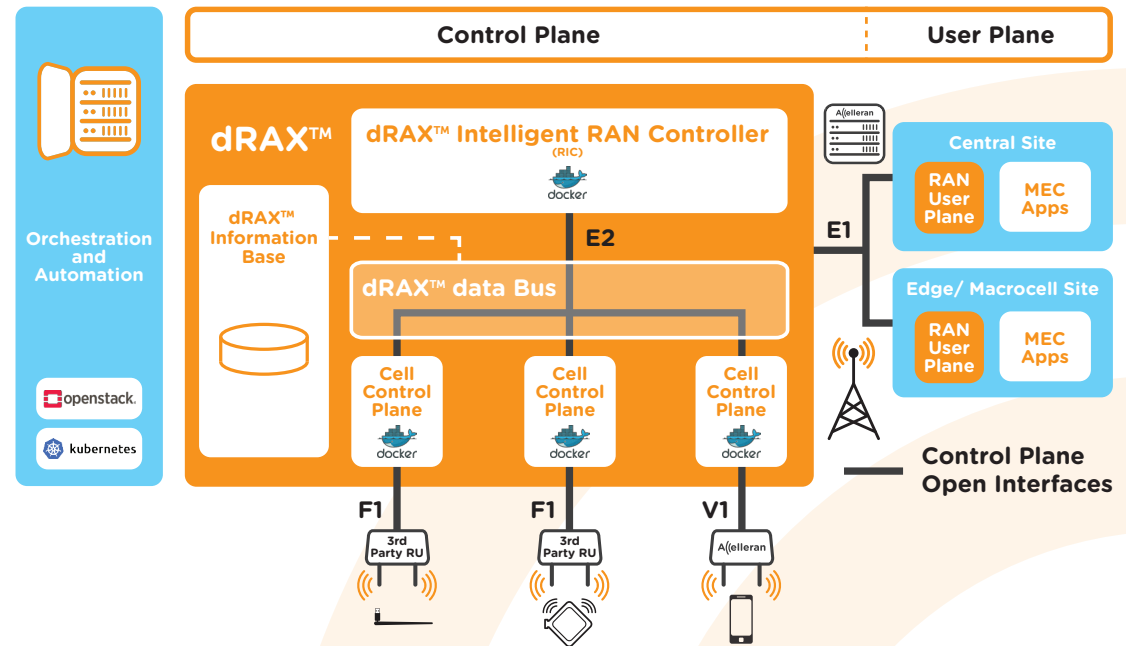 Control Plane
User Plane
Orchestration
and
Automation
openstack.
kubernetes
dRAX™
dRAX™ Intelligent RAN Controller
(RIC)
docker
dRAX™
Information
Base
E2
dRAX™ data Bus
Cell
Control
Plane
docker
Cell
Control
Plane
docker
Cell
Control
Plane
docker
F1
F1
V1
3rd
Party RU
3rd
Party RU
Accelleran
Accelleran
E1
Central Site
RAN
User
Plane
MEC
Apps
Edge/ Macrocell Site
RAN
User
Plane
MEC
Apps
Control Plane
Open Interfaces